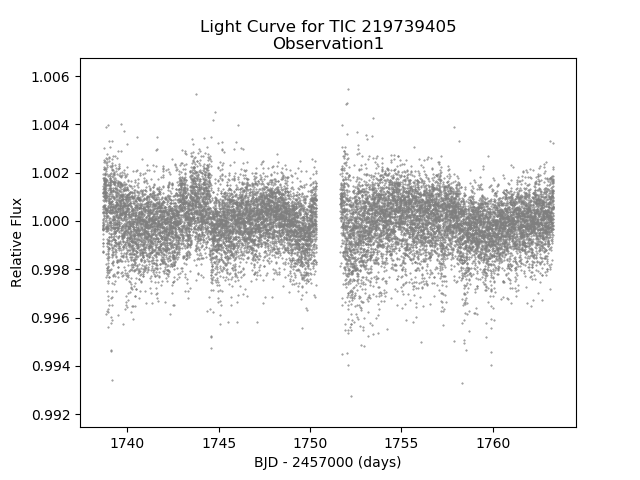 Light Curve for TIC 219739405
Observation1
1.006
1.004
1.002
1.000
0.998
0.996
0.994
0.992
Relative Flux
1740 1745 1750 1755 1760
BJD - 2457000 (days)